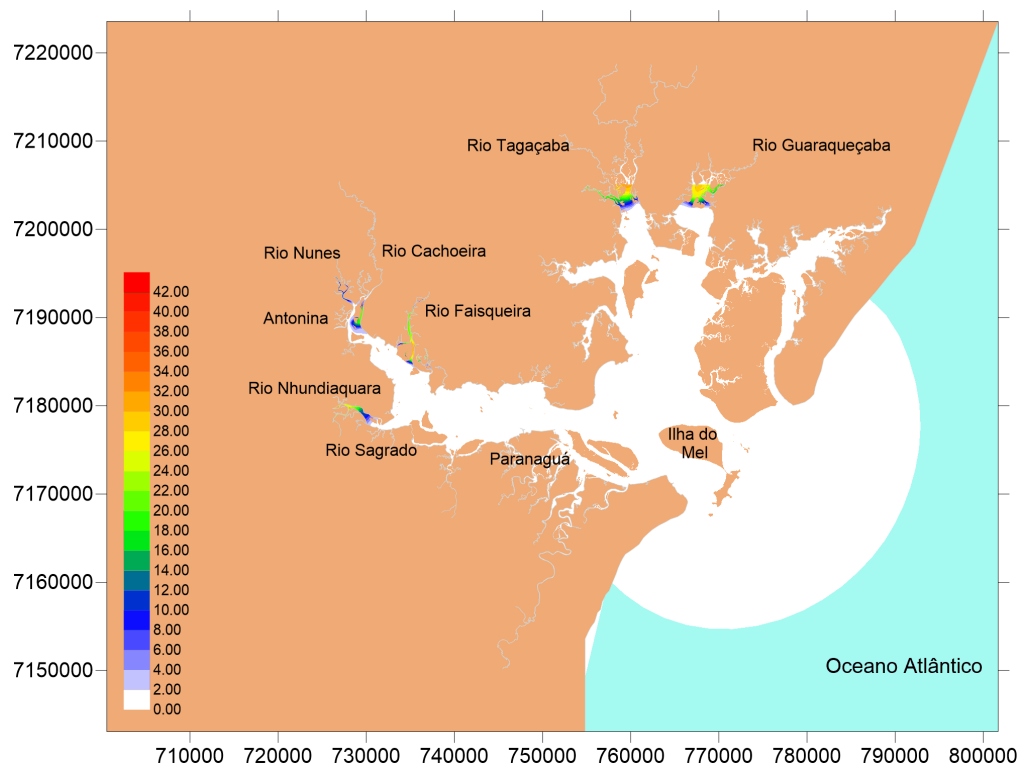 7220000
7210000
7200000
7190000
7180000
7170000
7160000
7150000
Rio Tagaçaba
Rio Guaraqueçaba
Rio Nunes
Rio Cachoeira
Antonina
Rio Faisqueira
Rio Nhundiaquara
Rio Sagrado
Paranaguá
Ilha do
Mel
Oceano Atlântico
42.00
40.00
38.00
36.00
34.00
32.00
30.00
28.00
26.00
24.00
22.00
20.00
18.00
16.00
14.00
12.00
10.00
8.00
6.00
4.00
2.00
0.00
710000 720000 730000 740000 750000 760000 770000 780000 790000 800000